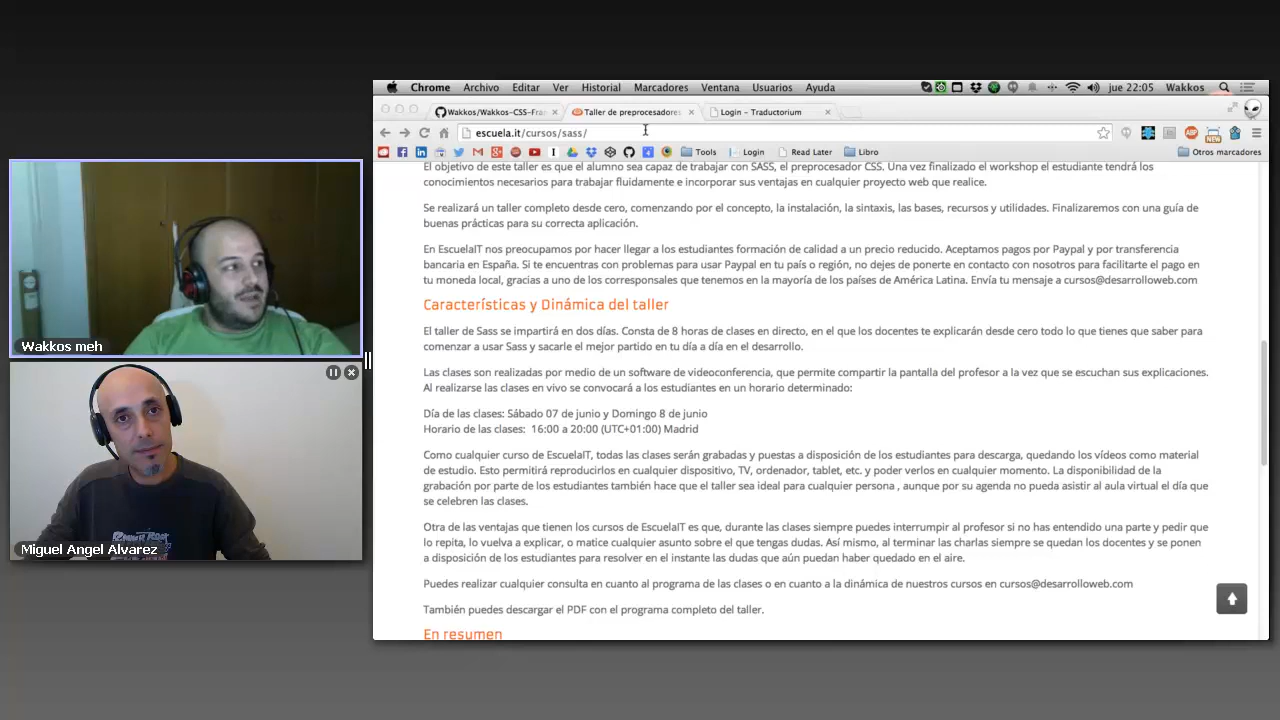 Chrome Archivo Editar Ver Historial Marcadores Ventana Usuarios Ayuda jue 22:05 Wakkos
Wakkos/Wakkos-CSS-Fra Taller de preprocesadores Login - Traductorium
escuela.it/cursos/sass/
Tools Login Read Later Libro Otros marcadores
El objetivo de este taller es que el alumno sea capaz de trabajar con SASS, el preprocesador CSS. Una vez finalizado el workshop el estudiante tendrá los
conocimientos necesarios para trabajar fluidamente e incorporar sus ventajas en cualquier proyecto web que realice.
Se realizará un taller completo desde cero, comenzando por el concepto, la instalación, la sintaxis, las bases, recursos y utilidades. Finalizaremos con una guía de
buenas prácticas para su correcta aplicación.
En EscuelaIT nos preocupamos por hacer llegar a los estudiantes formación de calidad a un precio reducido. Aceptamos pagos por Paypal y por transferencia
bancaria en España. Si te encuentras con problemas para usar Paypal en tu país o región, no dejes de ponerte en contacto con nosotros para facilitarte el pago en
tu moneda local, gracias a uno de los corresponsales que tenemos en la mayoría de los países de América Latina. Envía tu mensaje a cursos@desarrolloweb.com
Características y Dinámica del taller
El taller de Sass se impartirá en dos días. Consta de 8 horas de clases en directo, en el que los docentes te explicarán desde cero todo lo que tienes que saber para
comenzar a usar Sass y sacarle el mejor partido en tu día a día en el desarrollo.
Las clases son realizadas por medio de un software de videoconferencia, que permite compartir la pantalla del profesor a la vez que se escuchan sus explicaciones.
Al realizarse las clases en vivo se convocará a los estudiantes en un horario determinado:
Día de las clases: Sábado 07 de junio y Domingo 8 de junio
Horario de las clases: 16:00 a 20:00 (UTC+01:00) Madrid
Como cualquier curso de EscuelaIT, todas las clases serán grabadas y puestas a disposición de los estudiantes para descarga, quedando los vídeos como material
de estudio. Esto permitirá reproducirlos en cualquier dispositivo, TV, ordenador, tablet, etc. y poder verlos en cualquier momento. La disponibilidad de la
grabación por parte de los estudiantes también hace que el taller sea ideal para cualquier persona , aunque por su agenda no pueda asistir al aula virtual el día que
se celebren las clases.
Otra de las ventajas que tienen los cursos de EscuelaIT es que, durante las clases siempre puedes interrumpir al profesor si no has entendido una parte y pedir que
lo repita, lo vuelva a explicar, o matice cualquier asunto sobre el que tengas dudas. Así mismo, al terminar las charlas siempre se quedan los docentes y se ponen
a disposición de los estudiantes para resolver en el instante las dudas que aún puedan haber quedado en el aire.
Puedes realizar cualquier consulta en cuanto al programa de las clases o en cuanto a la dinámica de nuestros cursos en cursos@desarrolloweb.com
También puedes descargar el PDF con el programa completo del taller.
En resumen
Wakkos meh
Miguel Angel Alvarez